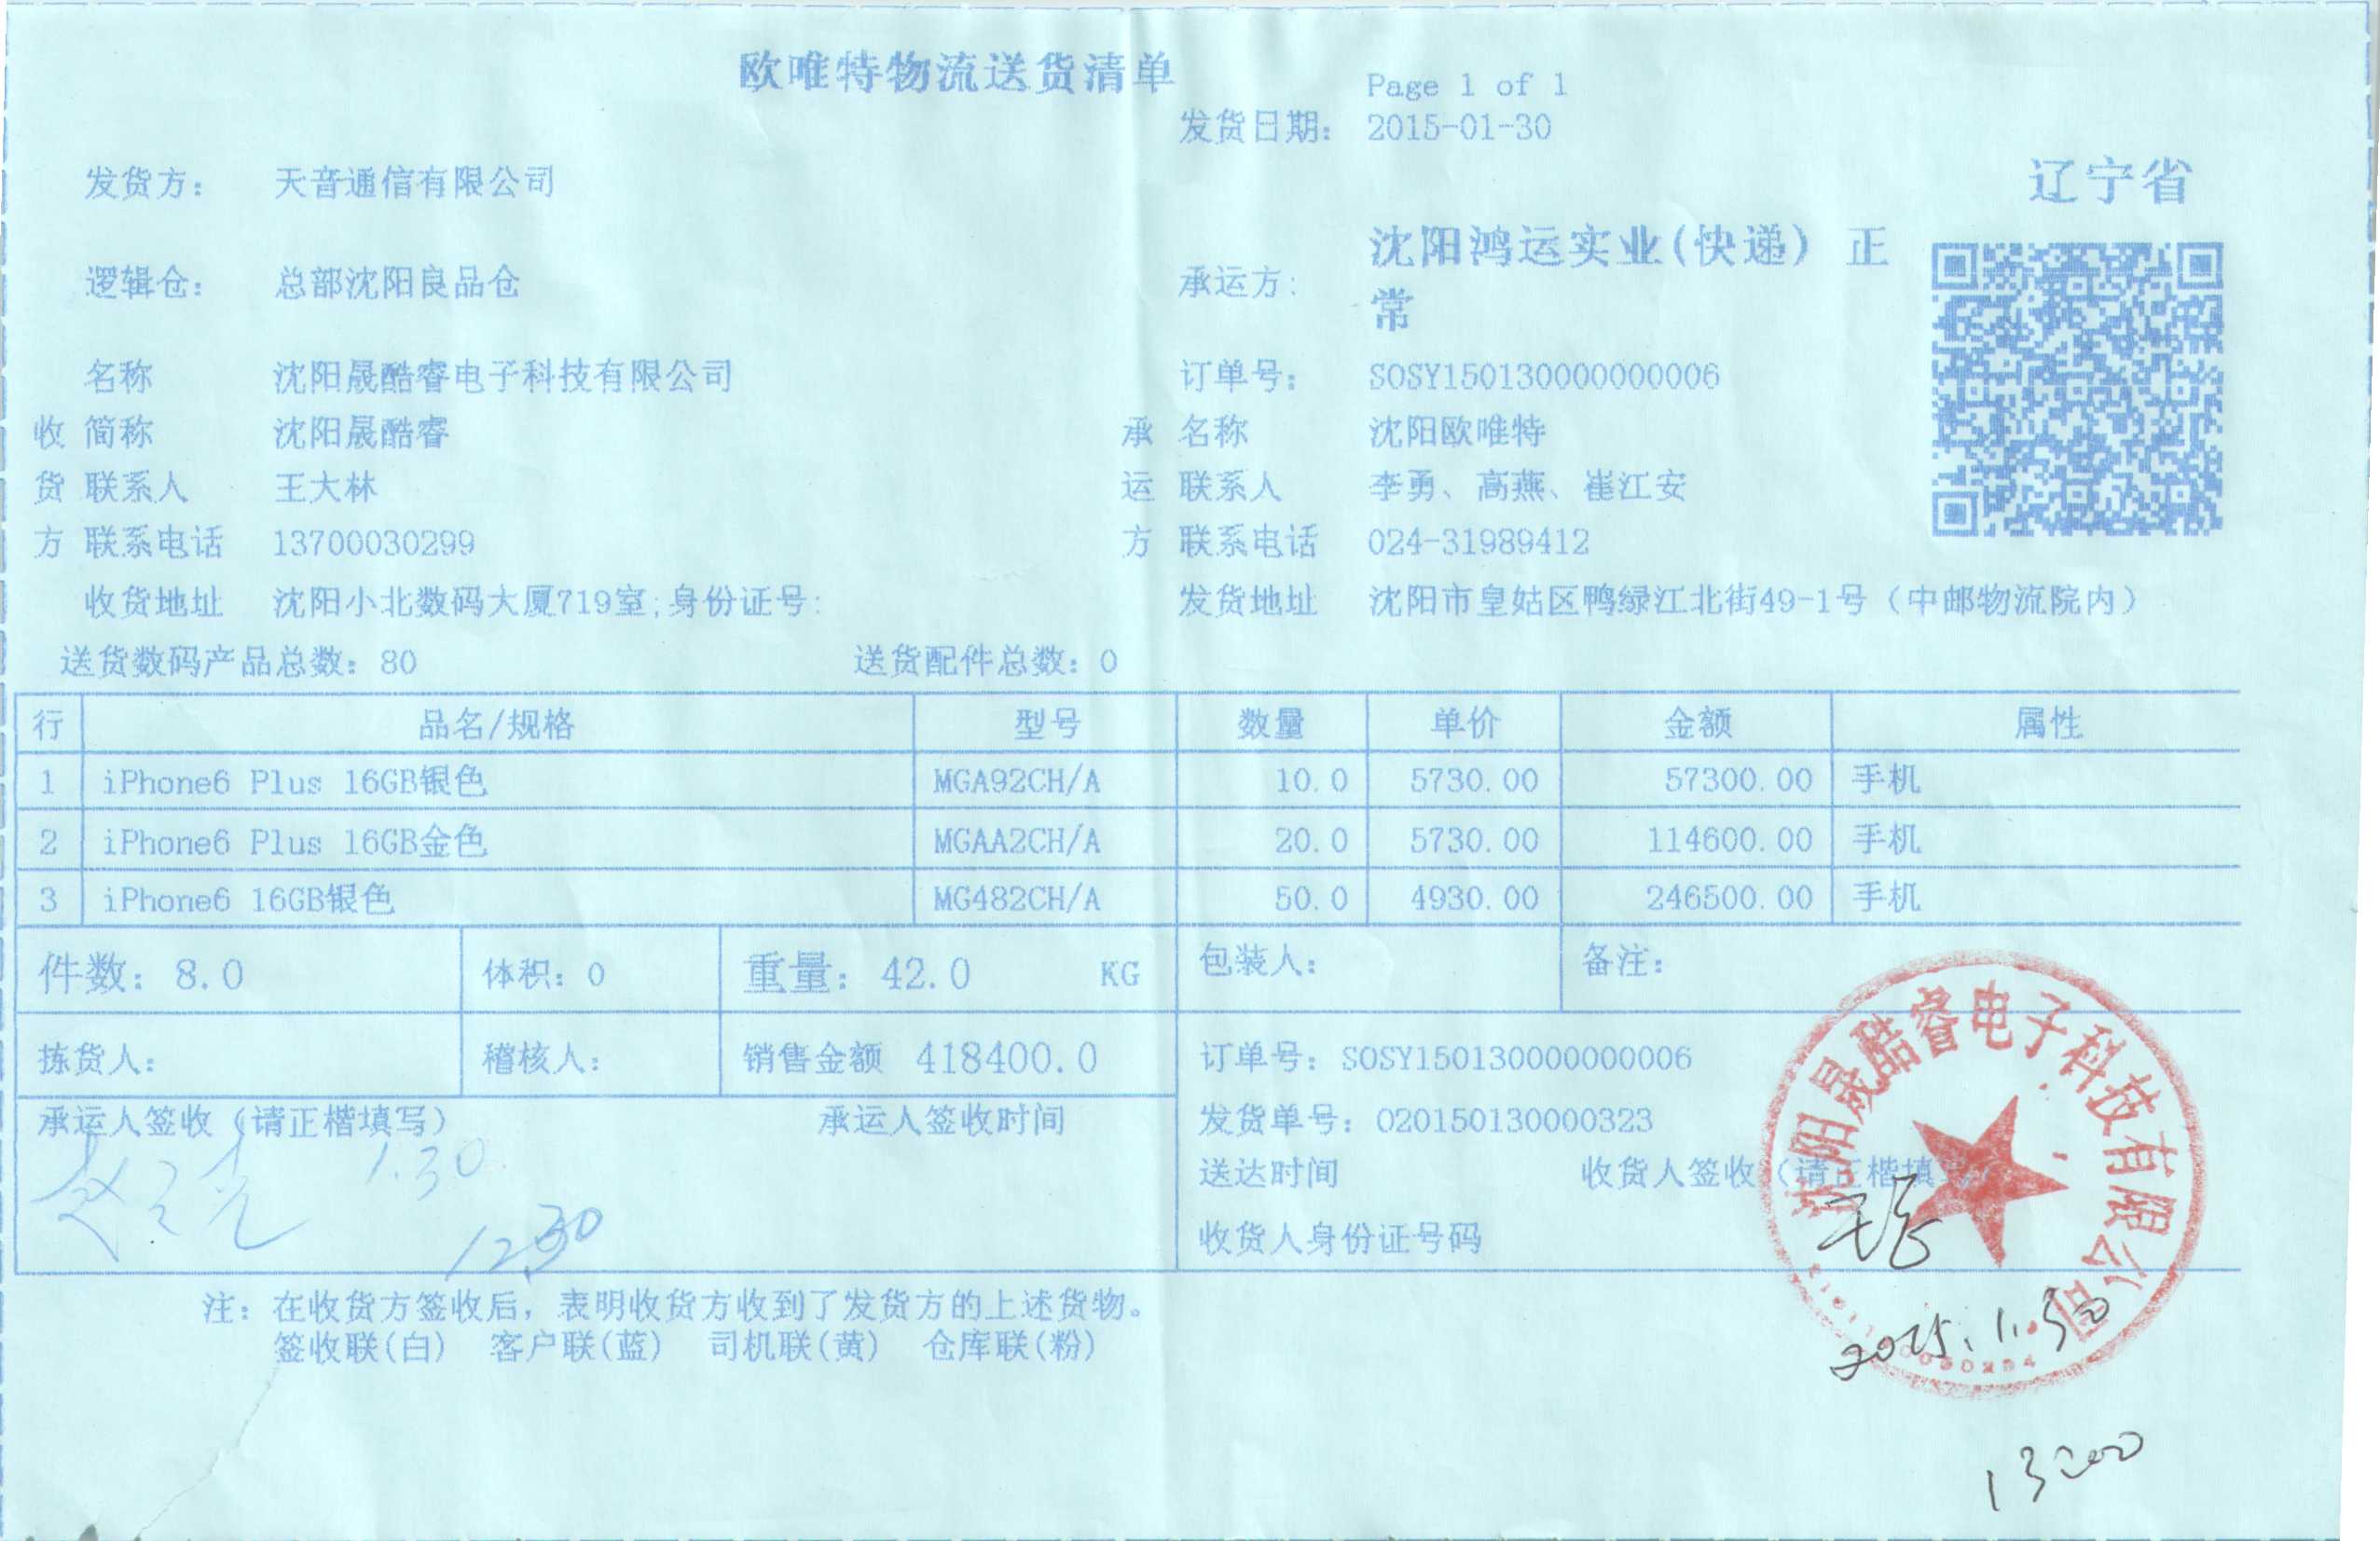 欧唯特物流送货清单
Page 1 of 1
发货日期: 2015-01-30
辽宁省
发货方: 天音通信有限公司
逻辑仓: 总部沈阳良品仓
承运方: 沈阳鸿运实业(快递) 正
常
名称 沈阳晟酷睿电子科技有限公司 订单号: SOSY150130000000006
收 简称 沈阳晟酷睿 承 名称 沈阳欧唯特
货 联系人 王大林 运 联系人 李勇、高燕、崔江安
方 联系电话 13700030299 方 联系电话 024-31989412
收货地址 沈阳小北数码大厦719室;身份证号: 发货地址 沈阳市皇姑区鸭绿江北街49-1号（中邮物流院内）
送货数码产品总数: 80 送货配件总数: 0
行 品名/规格 型号 数量 单价 金额 属性
1 iPhone6 Plus 16GB银色 MGA92CH/A 10.0 5730.00 57300.00 手机
2 iPhone6 Plus 16GB金色 MGAA2CH/A 20.0 5730.00 114600.00 手机
3 iPhone6 16GB银色 MG482CH/A 50.0 4930.00 246500.00 手机
件数: 8.0 体积: 0 重量: 42.0 KG 包装人: 备注:
拣货人: 稽核人: 销售金额 418400.0 订单号: SOSY150130000000006
承运人签收（请正楷填写） 承运人签收时间 发货单号: 020150130000323
1.30
送达时间 收货人签收（请正楷填
12.30
收货人身份证号码
沈阳晟酷睿电子科技有限公司
2015.1.30
注: 在收货方签收后，表明收货方收到了发货方的上述货物。
签收联(白) 客户联(蓝) 司机联(黄) 仓库联(粉)